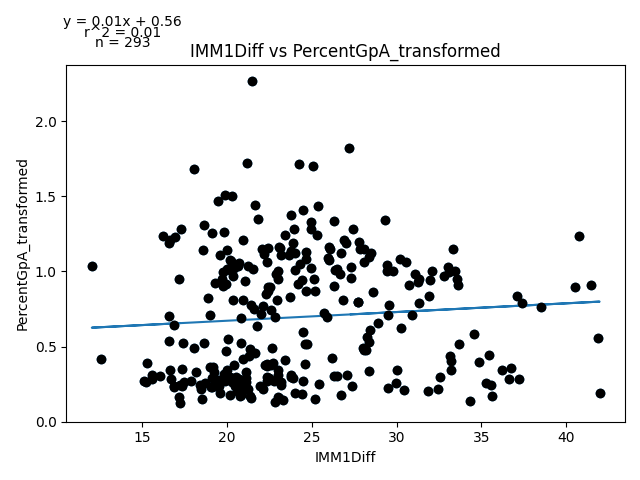 y = 0.01x + 0.56
r^2 = 0.01
n = 293
IMM1Diff vs PercentGpA_transformed
2.0
1.5
1.0
0.5
0.0
PercentGpA_transformed
15 20 25 30 35 40
IMM1Diff